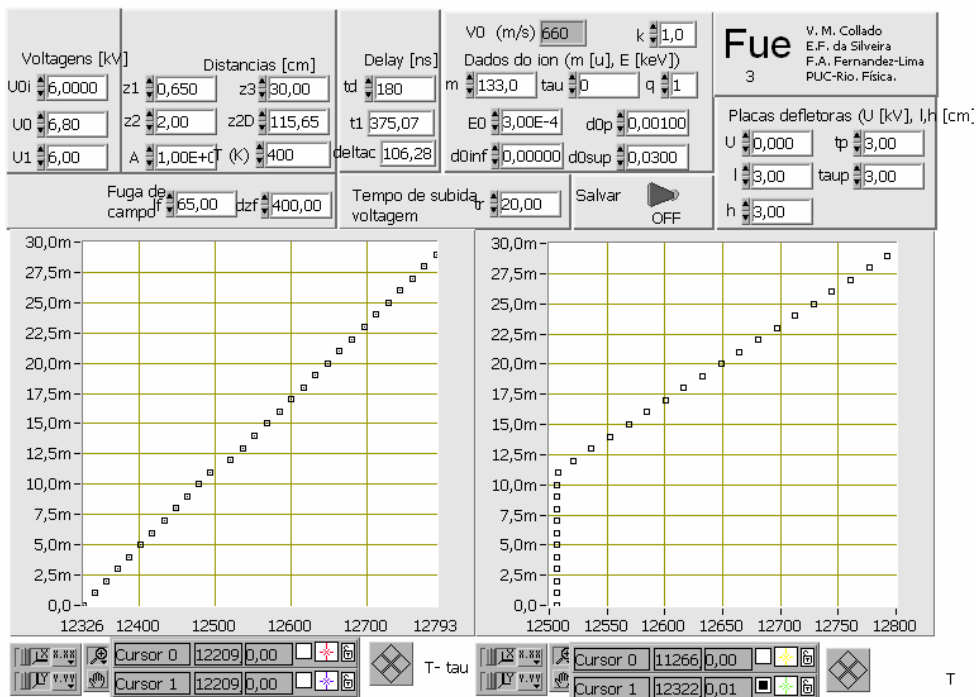 Voltagens [kV]
U0i 6,0000
U0 6,80
U1 6,00
Distancias [cm]
z1 0,650 z3 30,00
z2 2,00 z2D 115,65
A 1,00E+0 T (K) 400
Delay [ns]
td 180
t1 375,07
deltac 106,28
V0 (m/s) 660 k 1,0
Dados do ion (m [u], E [keV])
m 133,0 tau 0 q 1
E0 3,00E-4 d0p 0,00100
d0inf 0,00000 d0sup 0,0300
Fue
3
V. M. Collado
E.F. da Silveira
F.A. Fernandez-Lima
PUC-Rio. Física.
Placas defletoras (U [kV], l,h [cm]
U 0,000 tp 3,00
l 3,00 taup 3,00
h 3,00
Fuga de
campo lf 65,00 dzf 400,00
Tempo de subida
voltagem tr 20,00
Salvar
OFF
30,0m
27,5m
25,0m
22,5m
20,0m
17,5m
15,0m
12,5m
10,0m
7,5m
5,0m
2,5m
0,0
12326 12400 12500 12600 12700 12793
30,0m
27,5m
25,0m
22,5m
20,0m
17,5m
15,0m
12,5m
10,0m
7,5m
5,0m
2,5m
0,0
12500 12550 12600 12650 12700 12750 12800
X X.XX Cursor 0 12209 0,00
Y Y.YY Cursor 1 12209 0,00
T- tau
X X.XX Cursor 0 11266 0,00
Y Y.YY Cursor 1 12322 0,01
T